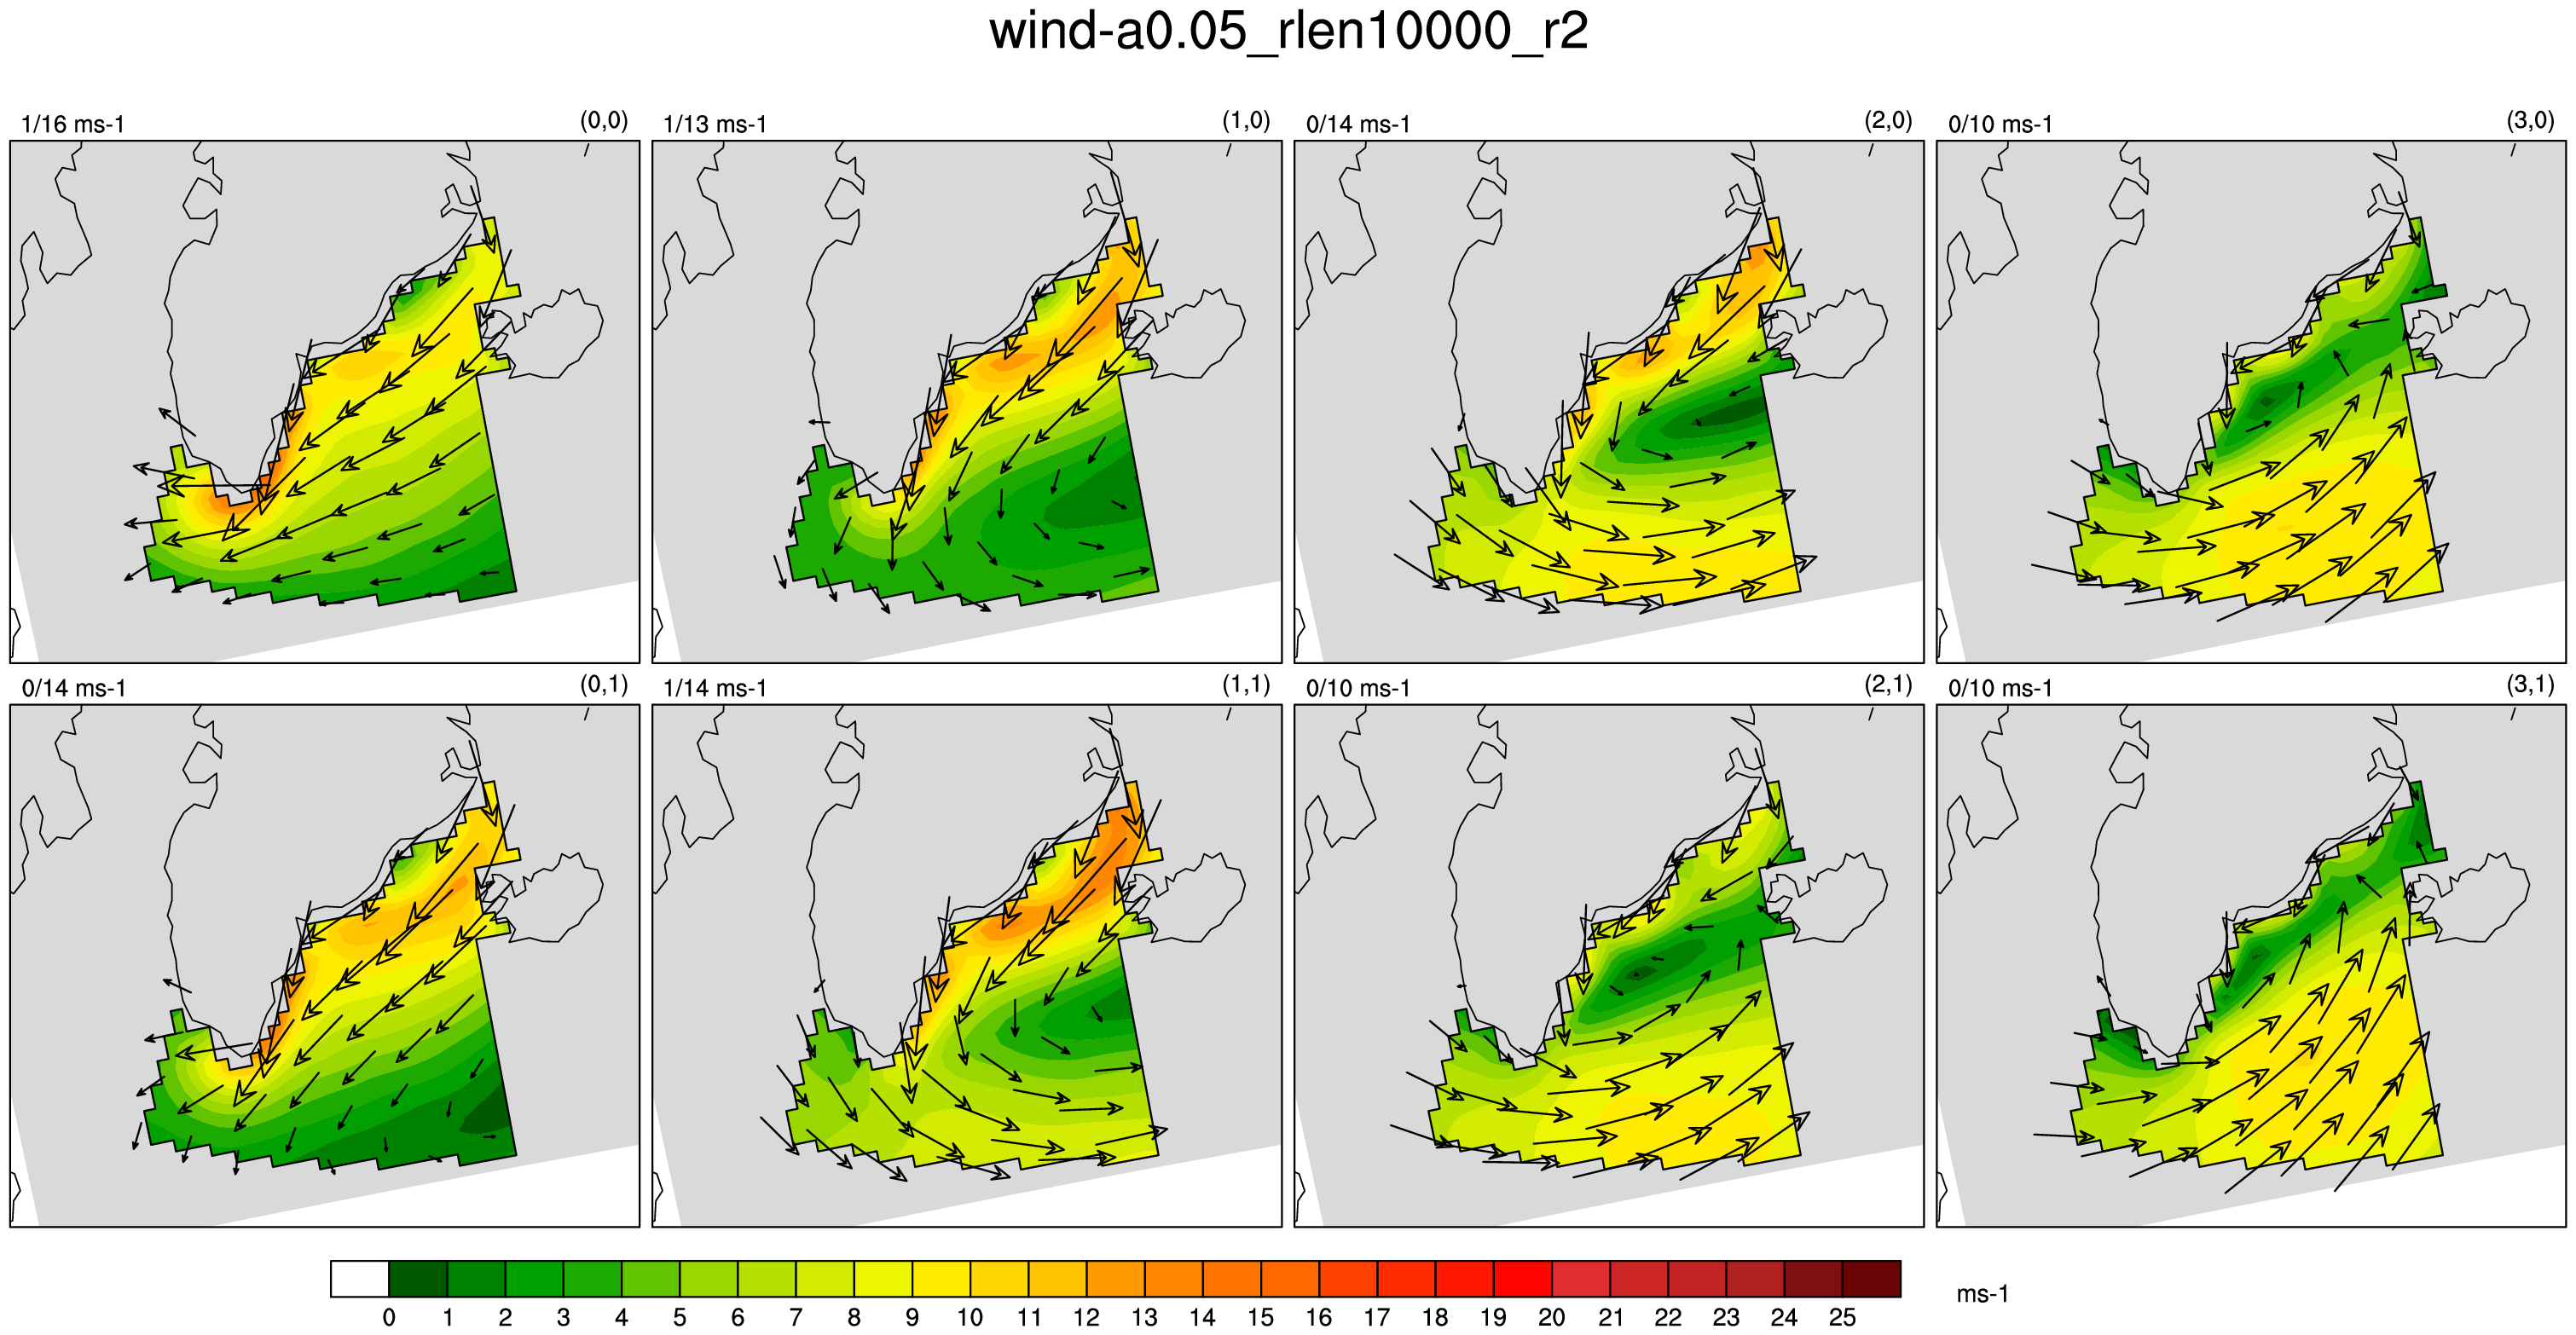 wind-a0.05_rlen10000_r2
1/16 ms-1 (0,0)
1/13 ms-1 (1,0)
0/14 ms-1 (2,0)
0/10 ms-1 (3,0)
0/14 ms-1 (0,1)
1/14 ms-1 (1,1)
0/10 ms-1 (2,1)
0/10 ms-1 (3,1)
0 1 2 3 4 5 6 7 8 9 10 11 12 13 14 15 16 17 18 19 20 21 22 23 24 25
ms-1